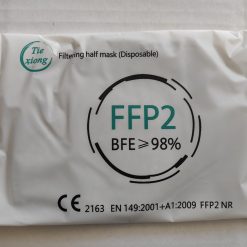 Tie
xiong
Filtering half mask (Disposable)
FFP2
BFE≥98%
CE 2163 EN 149:2001+A1:2009 FFP2 NR